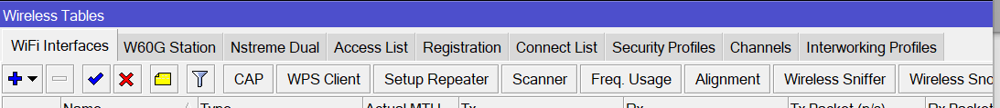 Wireless Tables
WiFi Interfaces W60G Station Nstreme Dual Access List Registration Connect List Security Profiles Channels Interworking Profiles
CAP WPS Client Setup Repeater Scanner Freq. Usage Alignment Wireless Sniffer Wireless Sno
Name Type Actual MTU Tx Rx Tx Packet (p/s) Rx Packet